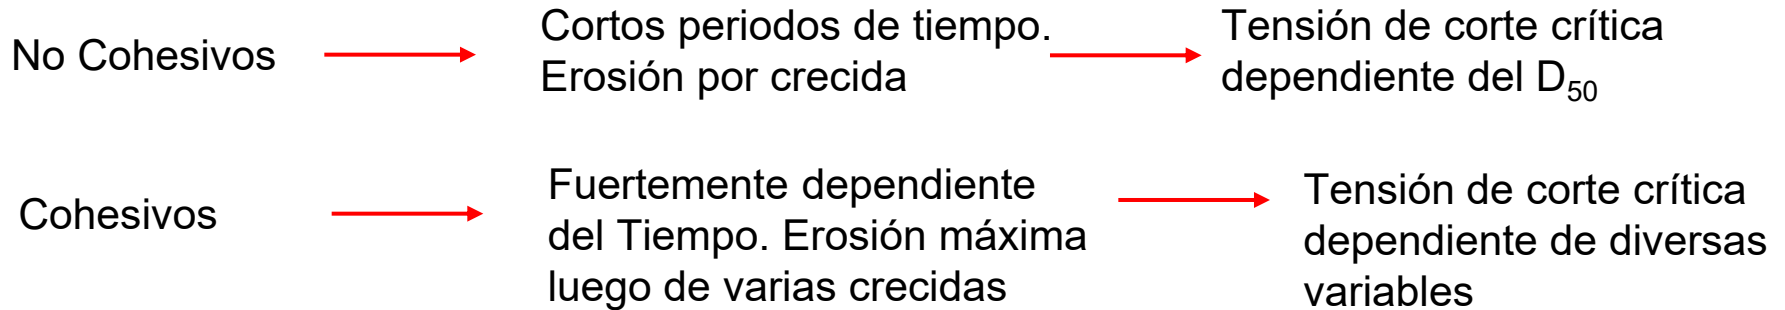 No Cohesivos
Cortos periodos de tiempo.
Erosión por crecida
Tensión de corte crítica
dependiente del D50
Cohesivos
Fuertemente dependiente
del Tiempo. Erosión máxima
luego de varias crecidas
Tensión de corte crítica
dependiente de diversas
variables